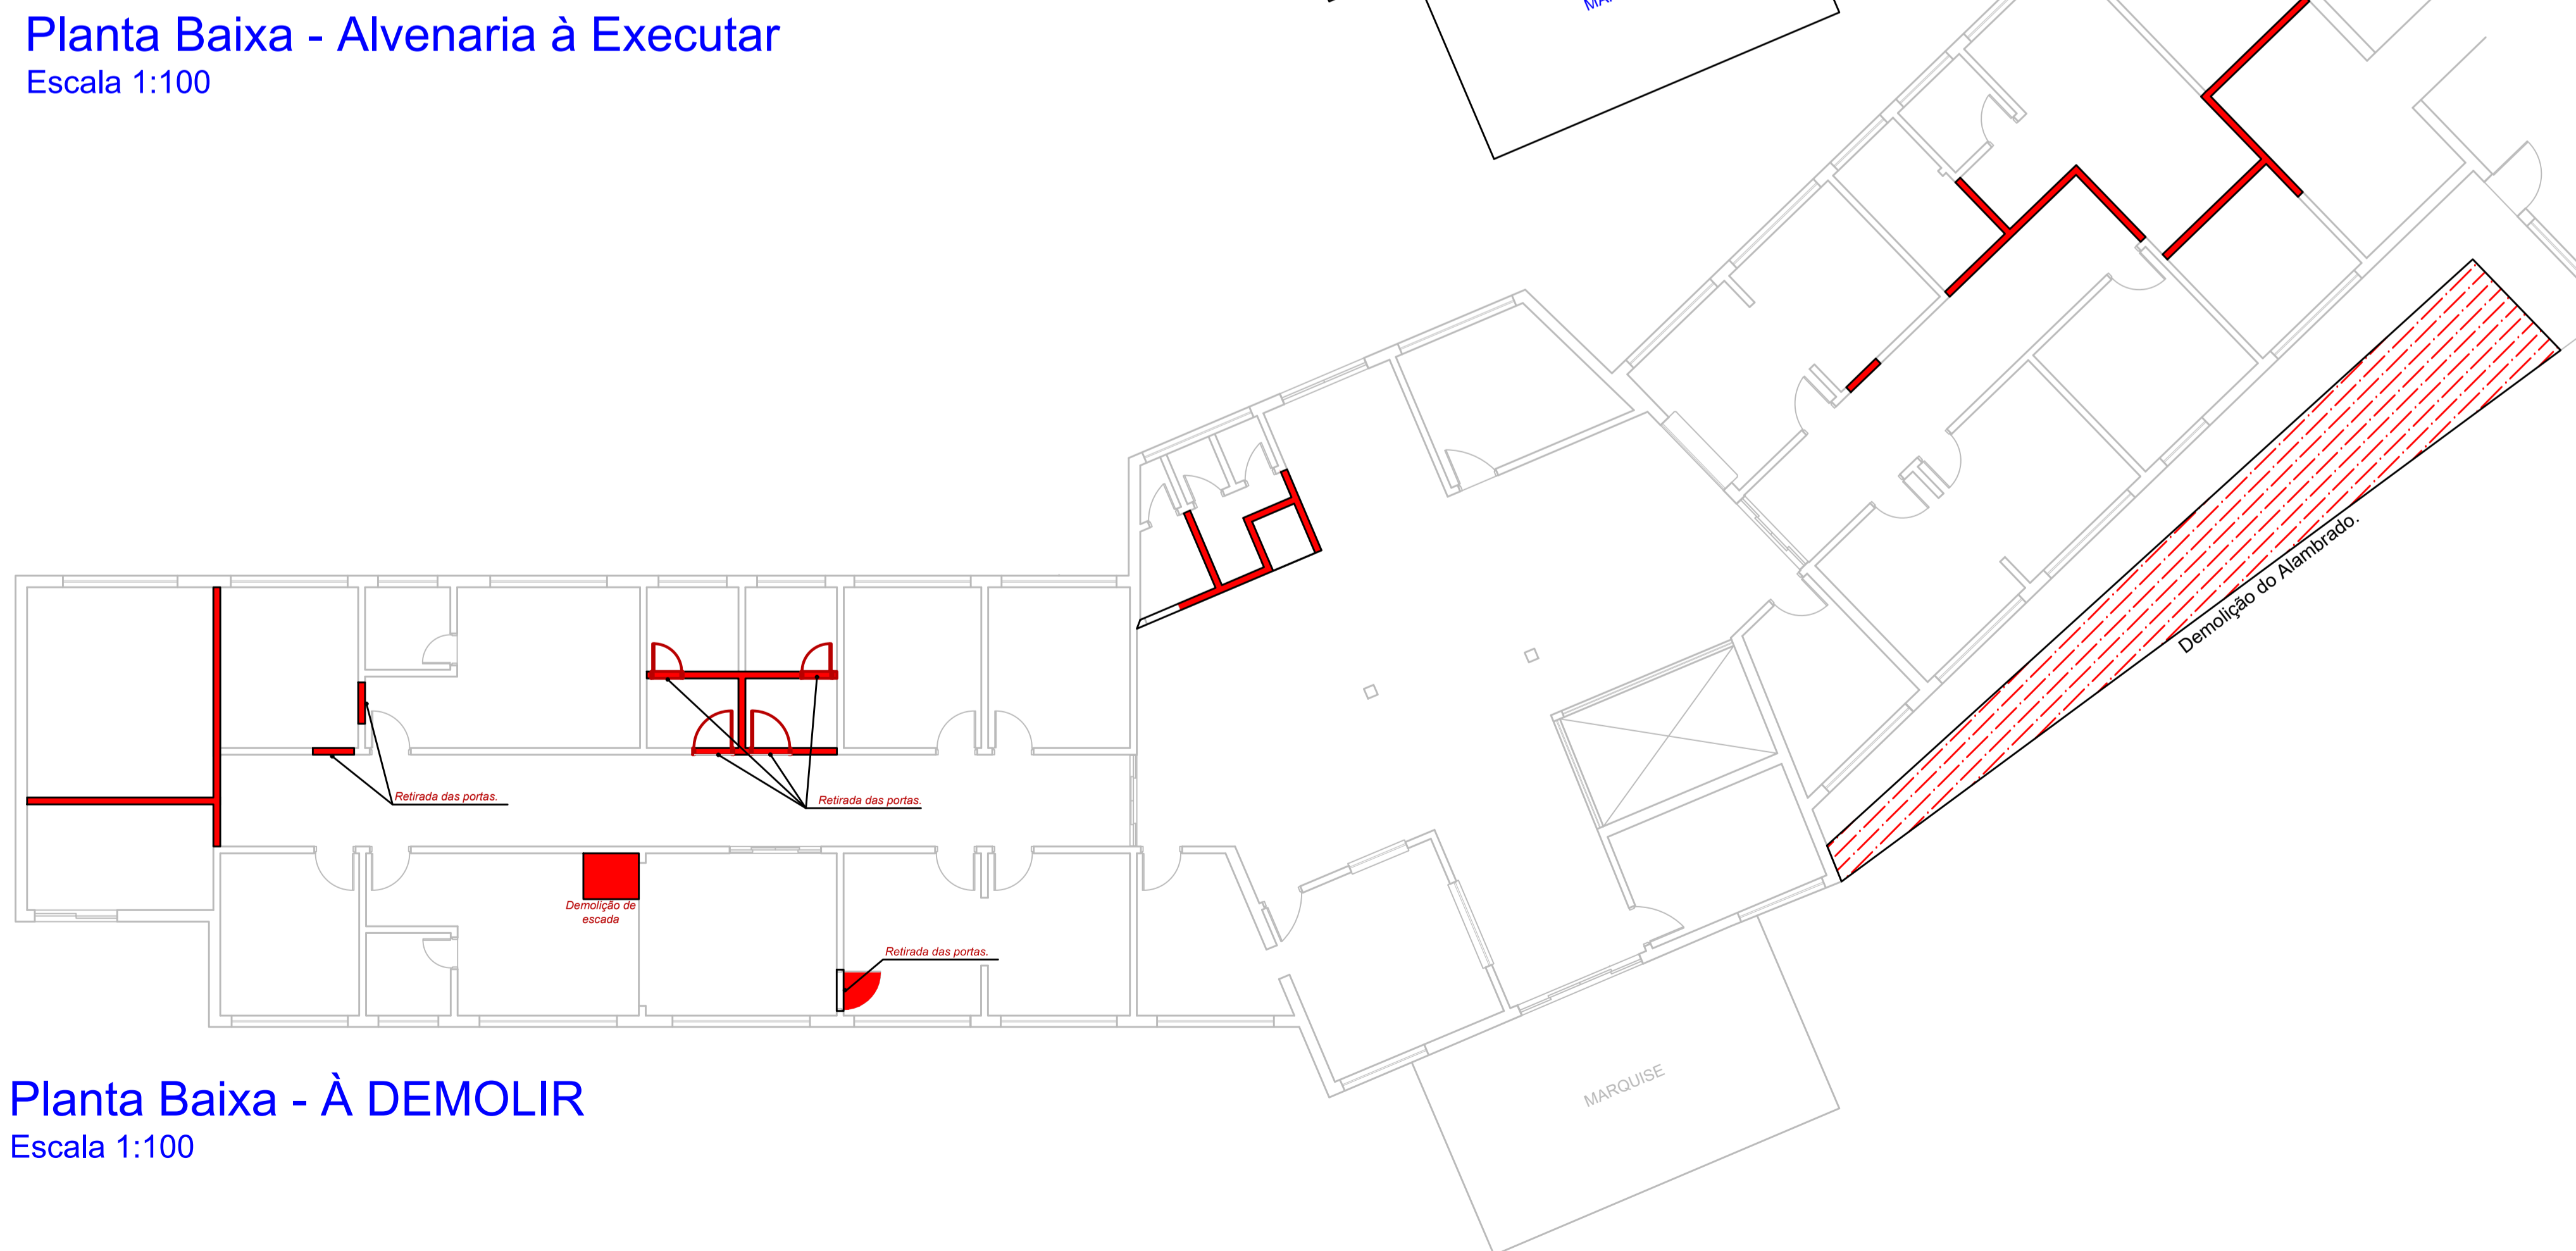 Planta Baixa - Alvenaria à Executar
Escala 1:100
Retirada das portas.
Retirada das portas.
Demolição de
escada
Retirada das portas.
Demolição do Alambrado.
MARQUISE
Planta Baixa - À DEMOLIR
Escala 1:100